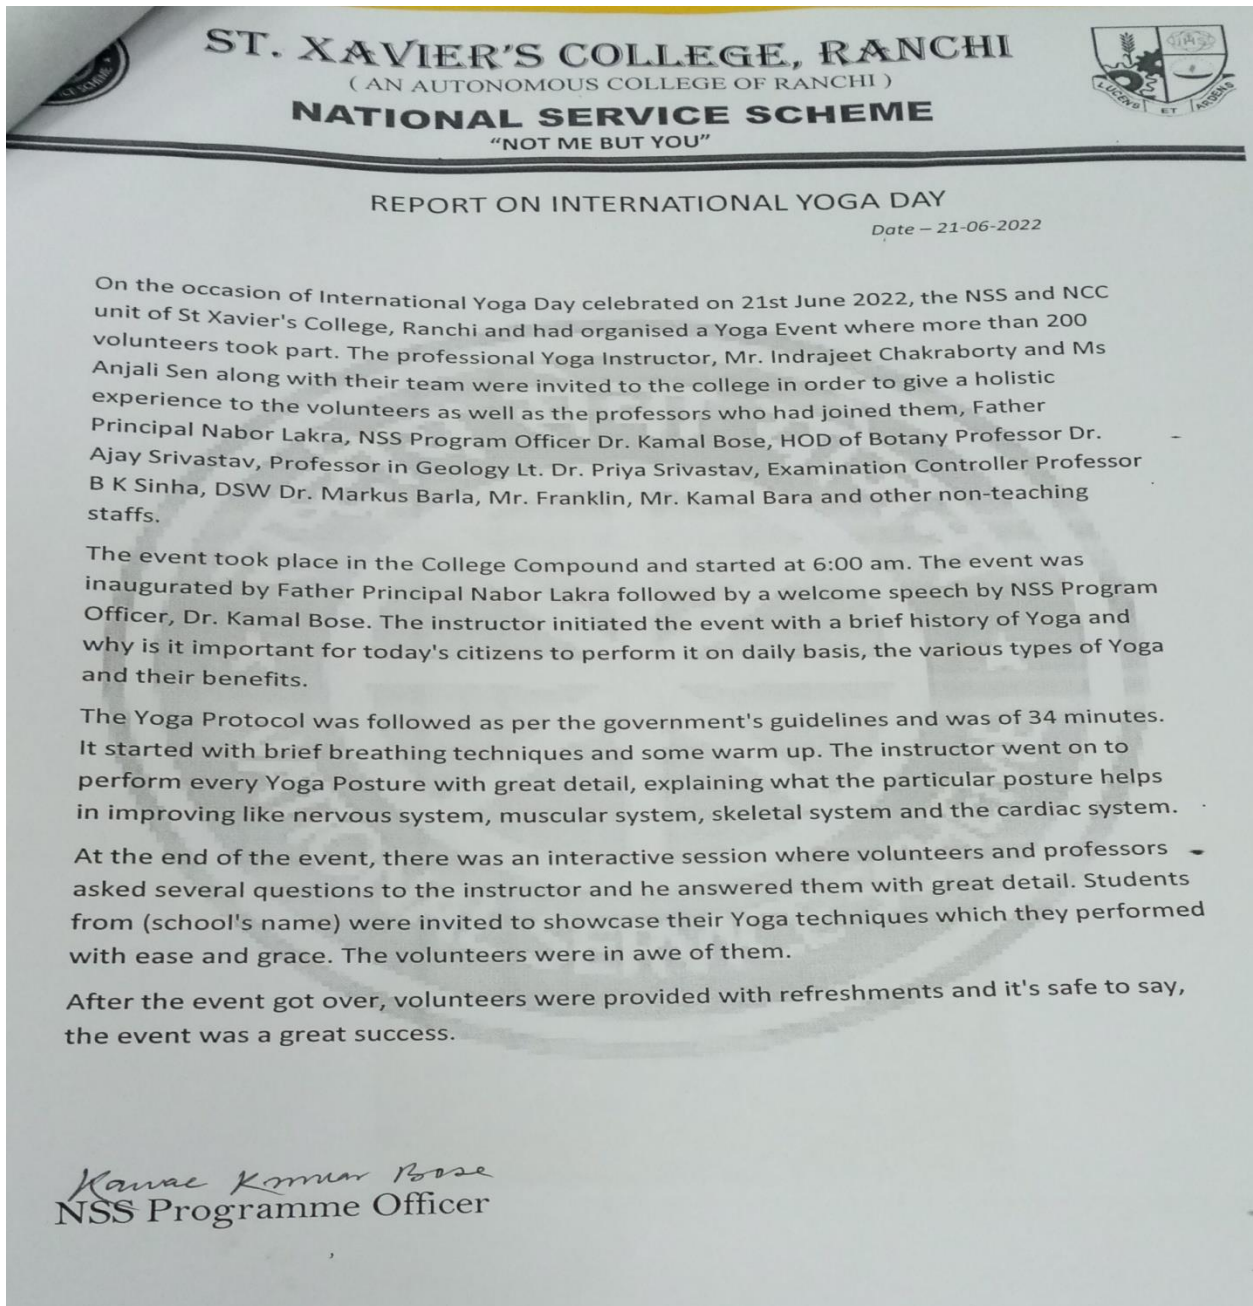 ST. XAVIER'S COLLEGE, RANCHI
( AN AUTONOMOUS COLLEGE OF RANCHI )
NATIONAL SERVICE SCHEME
“NOT ME BUT YOU”
LUCENS ET ARDENS
REPORT ON INTERNATIONAL YOGA DAY
Date – 21-06-2022
On the occasion of International Yoga Day celebrated on 21st June 2022, the NSS and NCC
unit of St Xavier's College, Ranchi and had organised a Yoga Event where more than 200
volunteers took part. The professional Yoga Instructor, Mr. Indrajeet Chakraborty and Ms
Anjali Sen along with their team were invited to the college in order to give a holistic
experience to the volunteers as well as the professors who had joined them, Father
Principal Nabor Lakra, NSS Program Officer Dr. Kamal Bose, HOD of Botany Professor Dr.
Ajay Srivastav, Professor in Geology Lt. Dr. Priya Srivastav, Examination Controller Professor
B K Sinha, DSW Dr. Markus Barla, Mr. Franklin, Mr. Kamal Bara and other non-teaching
staffs.
The event took place in the College Compound and started at 6:00 am. The event was
inaugurated by Father Principal Nabor Lakra followed by a welcome speech by NSS Program
Officer, Dr. Kamal Bose. The instructor initiated the event with a brief history of Yoga and
why is it important for today's citizens to perform it on daily basis, the various types of Yoga
and their benefits.
The Yoga Protocol was followed as per the government's guidelines and was of 34 minutes.
It started with brief breathing techniques and some warm up. The instructor went on to
perform every Yoga Posture with great detail, explaining what the particular posture helps
in improving like nervous system, muscular system, skeletal system and the cardiac system.
At the end of the event, there was an interactive session where volunteers and professors
asked several questions to the instructor and he answered them with great detail. Students
from (school's name) were invited to showcase their Yoga techniques which they performed
with ease and grace. The volunteers were in awe of them.
After the event got over, volunteers were provided with refreshments and it's safe to say,
the event was a great success.
Kamal Kumar Bose
NSS Programme Officer